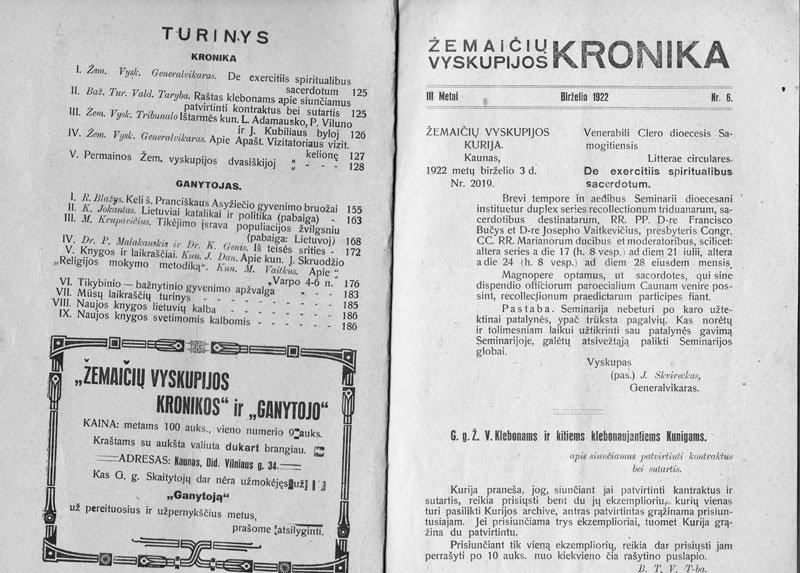 TURINYS
KRONIKA
I. Žem. Vysk. Generalvikaras. De exercitiis spiritualibus
sacerdotum 125
II. Baž. Tur. Vald. Taryba. Raštas klebonams apie siunčiamus
patvirtinti kontraktus bei sutartis 125
III. Žem. Vysk. Tribunalo Ištarmės kun. L. Adamausko, P. Viluno
ir J. Kubiliaus byloj 126
IV. Žem. Vysk. Generalvikaras. Apie Apašt. Vizitatoriaus vizit.
kelionę 127
V. Permainos Žem. vyskupijos dvasiškijoj - 128
GANYTOJAS.
I. R. Blažys. Keli š. Pranciškaus Asyžiečio gyvenimo bruožai 155
II. K. Jokantas. Lietuviai katalikai ir politika (pabaiga) - 163
III. M. Krupavičius. Tikėjimo įsrava populiacijos žvilgsniu
(pabaiga: Lietuvoj) 168
IV. Dr. P. Malakauskis ir Dr. K. Genis. Iš teisės srities - 172
V. Knygos ir laikraščiai. Kun. J. Dan. Apie kun. J. Skruodžio
„Religijos mokymo metodiką". Kun. M. Vaitkus. Apie
„Varpo 4-6 n. 176
VI. Tikybinio — bažnytinio gyvenimo apžvalga - - - 183
VII. Mūsų laikraščių turinys - - - - - - 185
VIII. Naujos knygos lietuvių kalba - - - - - 186
IX. Naujos knygos svetimomis kalbomis - - - - 186
„ŽEMAIČIŲ VYSKUPIJOS
KRONIKOS" ir „GANYTOJO"
KAINA: metams 100 auks., vieno numerio 9 auks.
Kraštams su aukšta valiuta dukart brangiau.
ADRESAS: Kaunas, Did. Vilniaus g. 34.
Kas G. g. Skaitytojų dar nėra užmokėjęs už
„Ganytoją"
už pereituosius ir užpernykščius metus,
prašome atsilyginti.
ŽEMAIČIŲ
VYSKUPIJOS KRONIKA
III Metai Birželio 1922 Nr. 6.
ŽEMAIČIŲ VYSKUPIJOS
KURIJA.
Kaunas,
1922 metų birželio 3 d.
Nr. 2019.
Venerabili Clero dioecesis Sa-
mogitiensis
Litterae circulares
De exercitiis spiritualibus
sacerdotum.
Brevi tempore in aedibus Seminarii dioecesani
instituetur duplex series recollectionum triduanarum, sa-
cerdotibus destinatarum, RR. PP. D-re Francisco
Bučys et D-re Josepho Vaitkevičius, presbyteris Congr.
CC. RR. Marianorum ducibus et moderatoribus, scilicet:
altera series a die 17 (h. 8 vesp.) ad diem 21 iulii, altera
a die 24 (h. 8 vesp.) ad diem 28 eiusdem mensis.
Magnopere optamus, ut sacerdotes, qui sine
dispendio officiorum paroecialium Caunam venire pos-
sint, recollectionum praedictarum participes fiant.
Pastaba. Seminarija nebeturi po karo užte-
ktinai patalynės, ypač trūksta pagalvių. Kas norėtų
ir tolimesniam laikui užtikrinti sau patalynės gavimą
Seminarijoje, galėtų atsivežtąją palikti Seminarijos
globai.
Vyskupas
(pas.) J. Skvireckas,
Generalvikaras.
G. g. Ž. V. Klebonams ir kitiems klebonaujantiems Kunigams.
apie siunčiamus patvirtinti kontraktus
bei sutartis.
Kurija praneša, jog, siunčiant jai patvirtinti kantraktus ir
sutartis, reikia prisiųsti bent du jų ekzempliorių, kurių vienas
turi pasilikti Kurijos archive, antras patvirtintas grąžinama prisiun-
tusiajam. Jei prisiunčiama trys ekzempliorai, tuomet Kurija grą-
žina du patvirtintu.
Prisiunčiant tik vieną ekzempliorių, reikia dar prisiųsti jam
perrašyti po 10 auks. nuo kiekvieno čia rašytino puslapio.
B. T. V. T-ba.